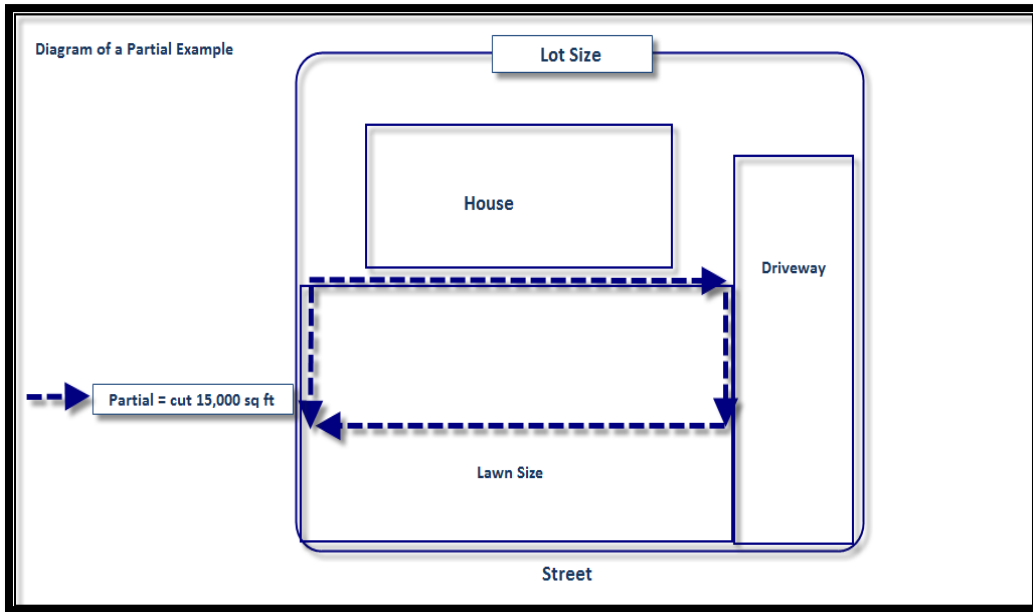 Diagram of a Partial Example
Lot Size
House
Driveway
Partial = cut 15,000 sq ft
Lawn Size
Street